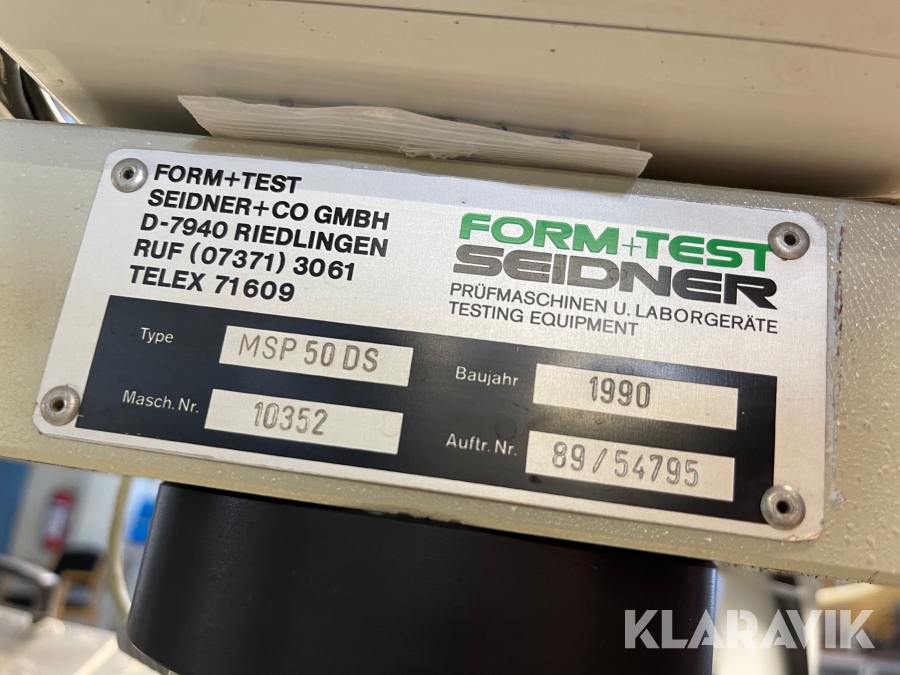 FORM+TEST
SEIDNER+CO GMBH
D-7940 RIEDLINGEN
RUF (07371) 3061
TELEX 71609
FORM+TEST
SEIDNER
PRÜFMASCHINEN U. LABORGERÄTE
TESTING EQUIPMENT
Type MSP 50 DS
Baujahr 1990
Masch. Nr. 10352
Auftr. Nr. 89/54795
KLARAVIK